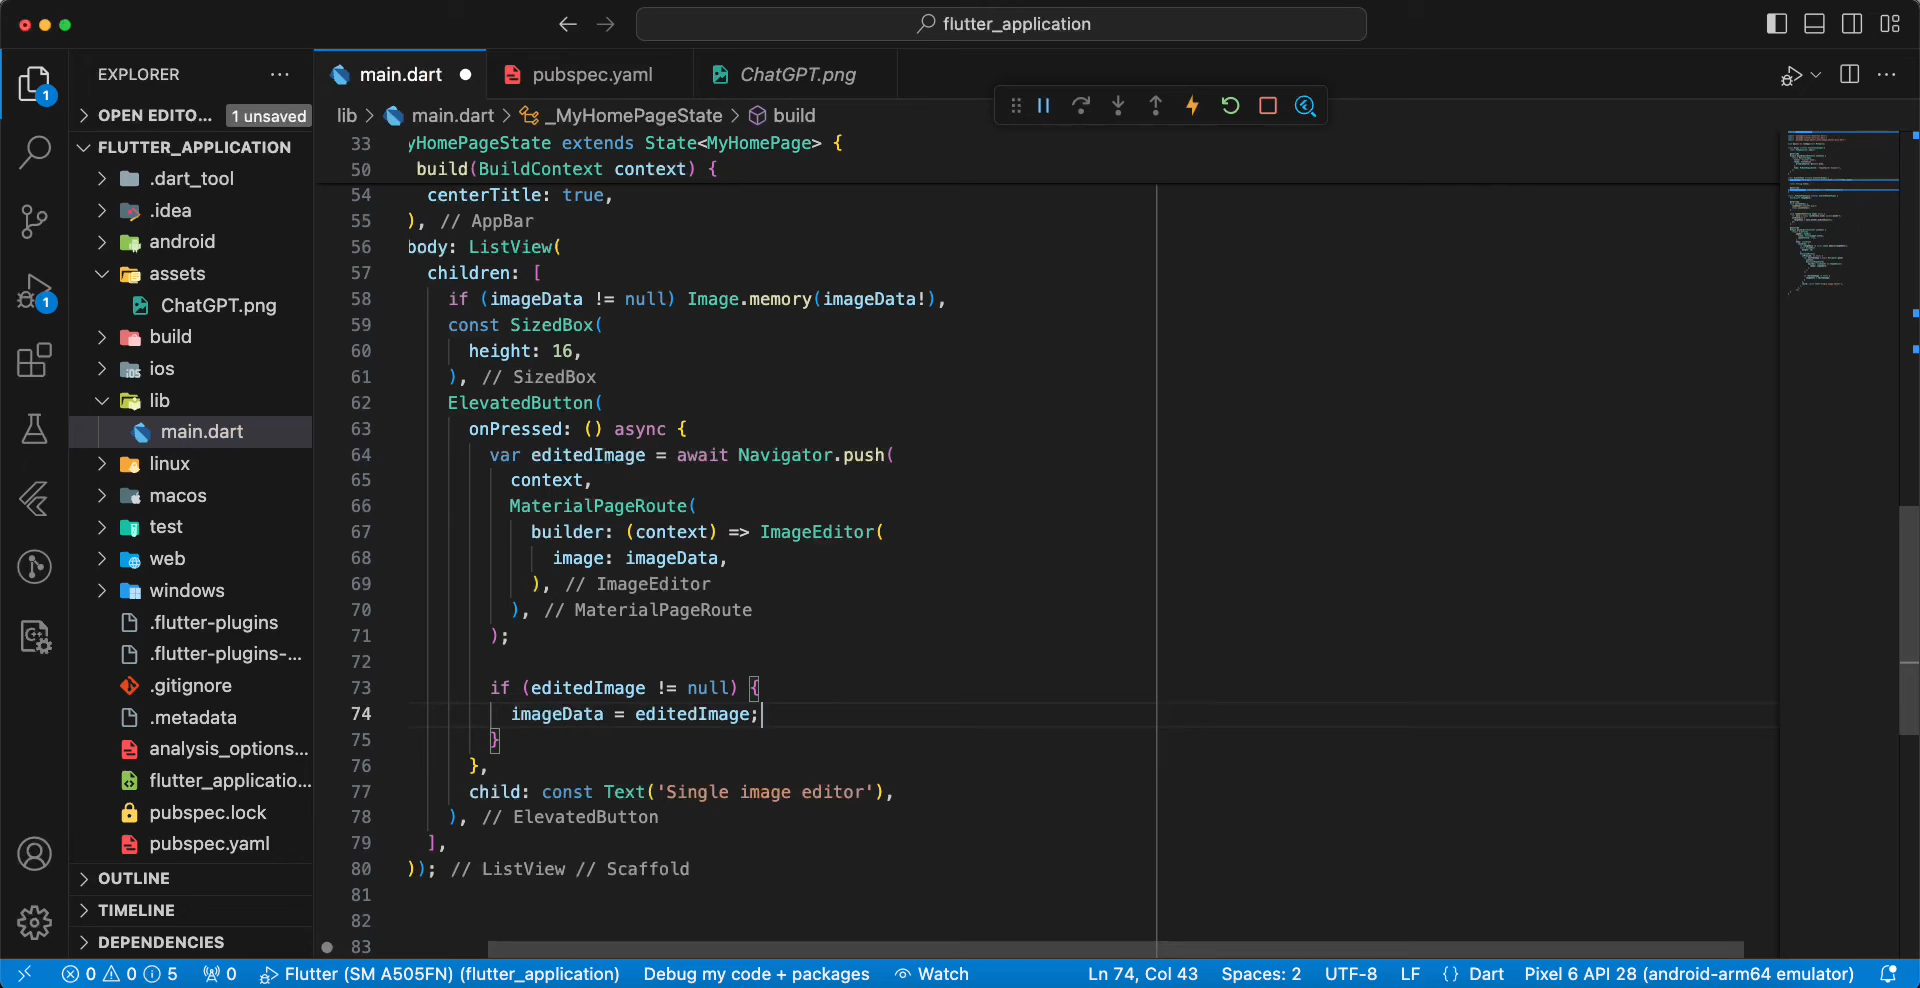 flutter_application
EXPLORER
main.dart
pubspec.yaml
ChatGPT.png
OPEN EDITO...
1 unsaved
FLUTTER_APPLICATION
.dart_tool
.idea
android
assets
ChatGPT.png
build
ios
lib
main.dart
linux
macos
test
web
windows
.flutter-plugins
.flutter-plugins-...
.gitignore
.metadata
analysis_options...
flutter_applicatio...
pubspec.lock
pubspec.yaml
OUTLINE
TIMELINE
DEPENDENCIES
1
1
lib > main.dart > _MyHomePageState > build
33 yHomePageState extends State<MyHomePage> {
50 build(BuildContext context) {
54 centerTitle: true,
55 ), // AppBar
56 body: ListView(
57 children: [
58 if (imageData != null) Image.memory(imageData!),
59 const SizedBox(
60 height: 16,
61 ), // SizedBox
62 ElevatedButton(
63 onPressed: () async {
64 var editedImage = await Navigator.push(
65 context,
66 MaterialPageRoute(
67 builder: (context) => ImageEditor(
68 image: imageData,
69 ), // ImageEditor
70 ), // MaterialPageRoute
71 );
72
73 if (editedImage != null) {
74 imageData = editedImage;
75 }
76 },
77 child: const Text('Single image editor'),
78 ), // ElevatedButton
79 ],
80 )); // ListView // Scaffold
81
82
83
0 0 5 0 Flutter (SM A505FN) (flutter_application) Debug my code + packages Watch Ln 74, Col 43 Spaces: 2 UTF-8 LF {} Dart Pixel 6 API 28 (android-arm64 emulator)